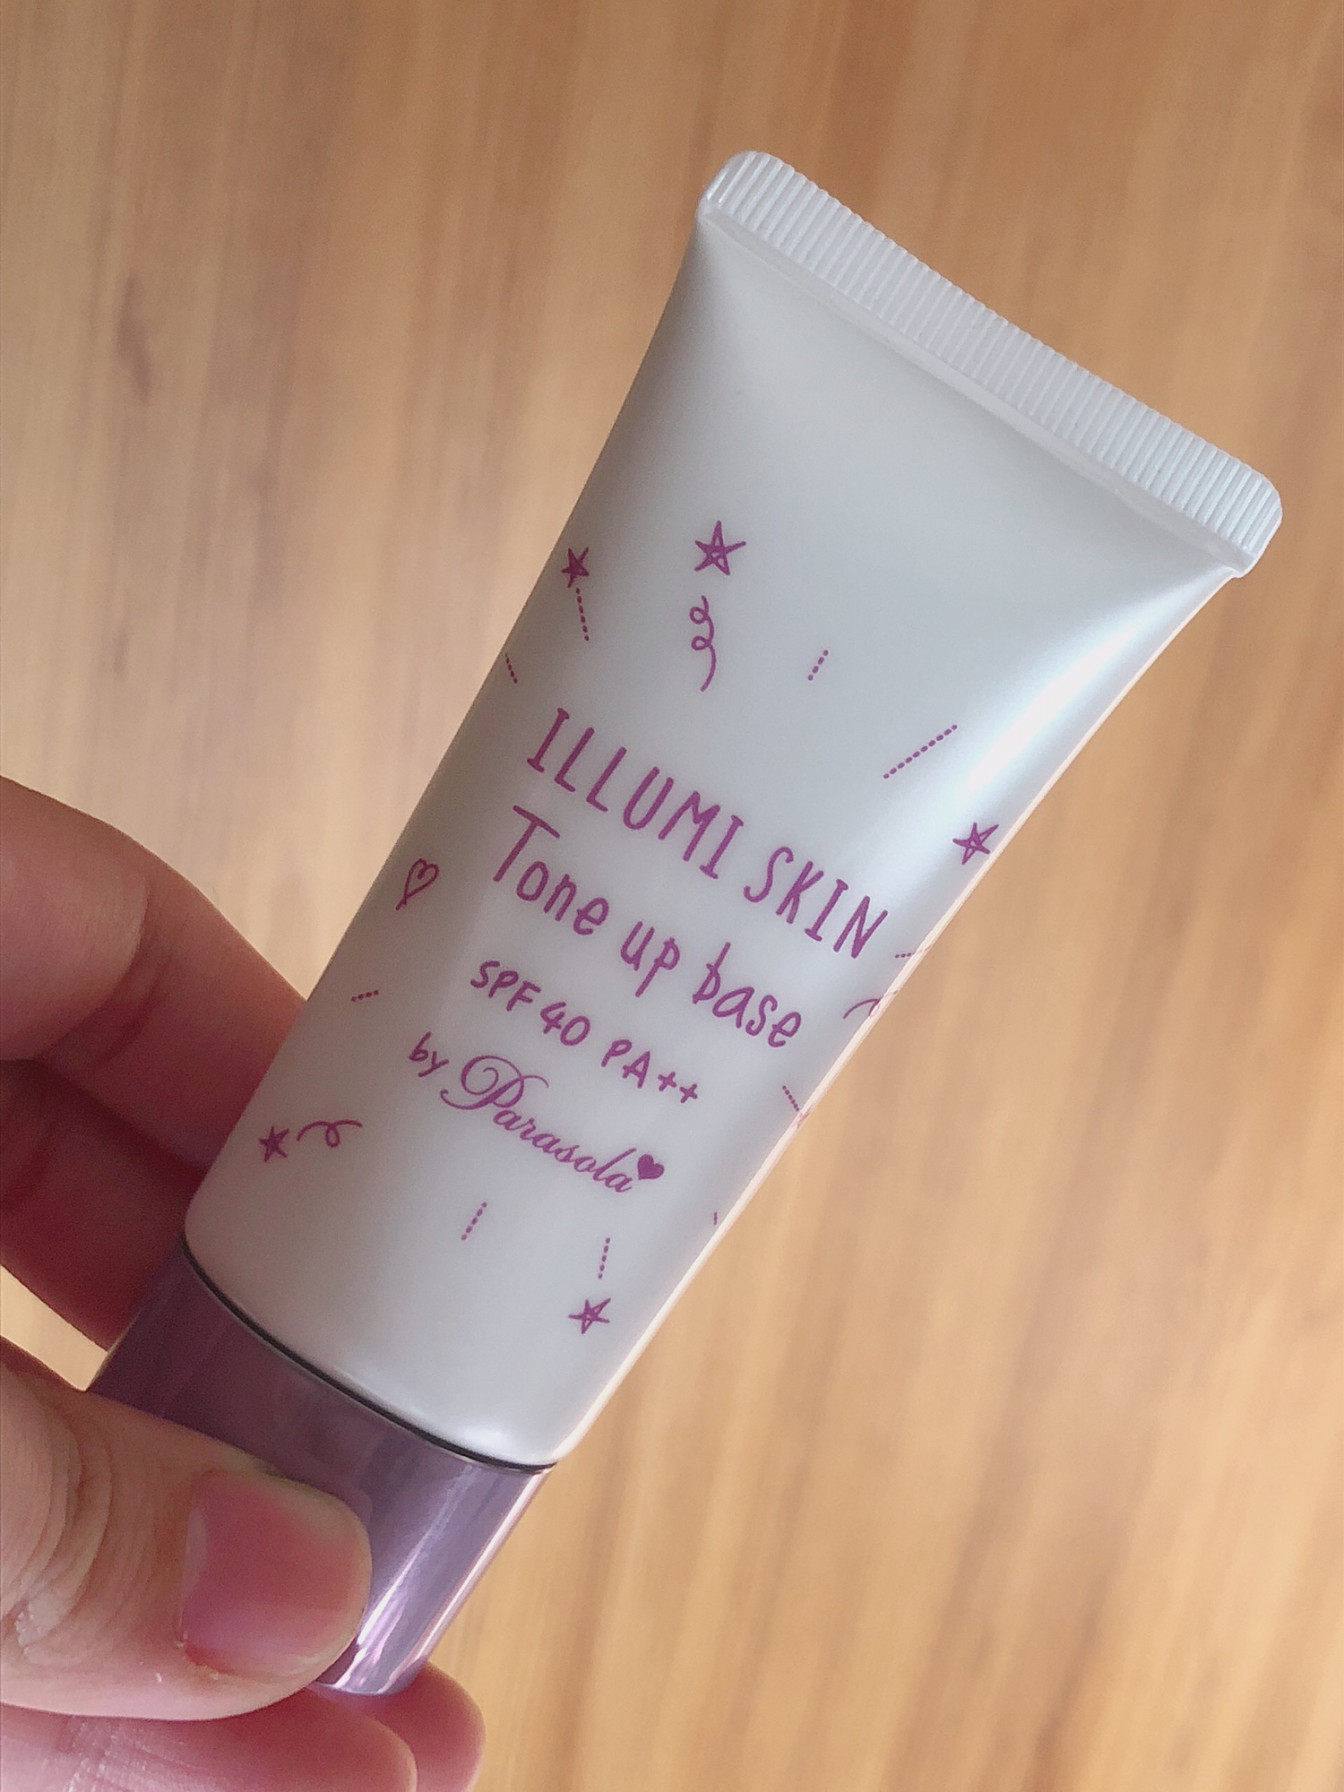 ILLUMI SKIN
Tone up base
SPF 40 PA++
by Parasola